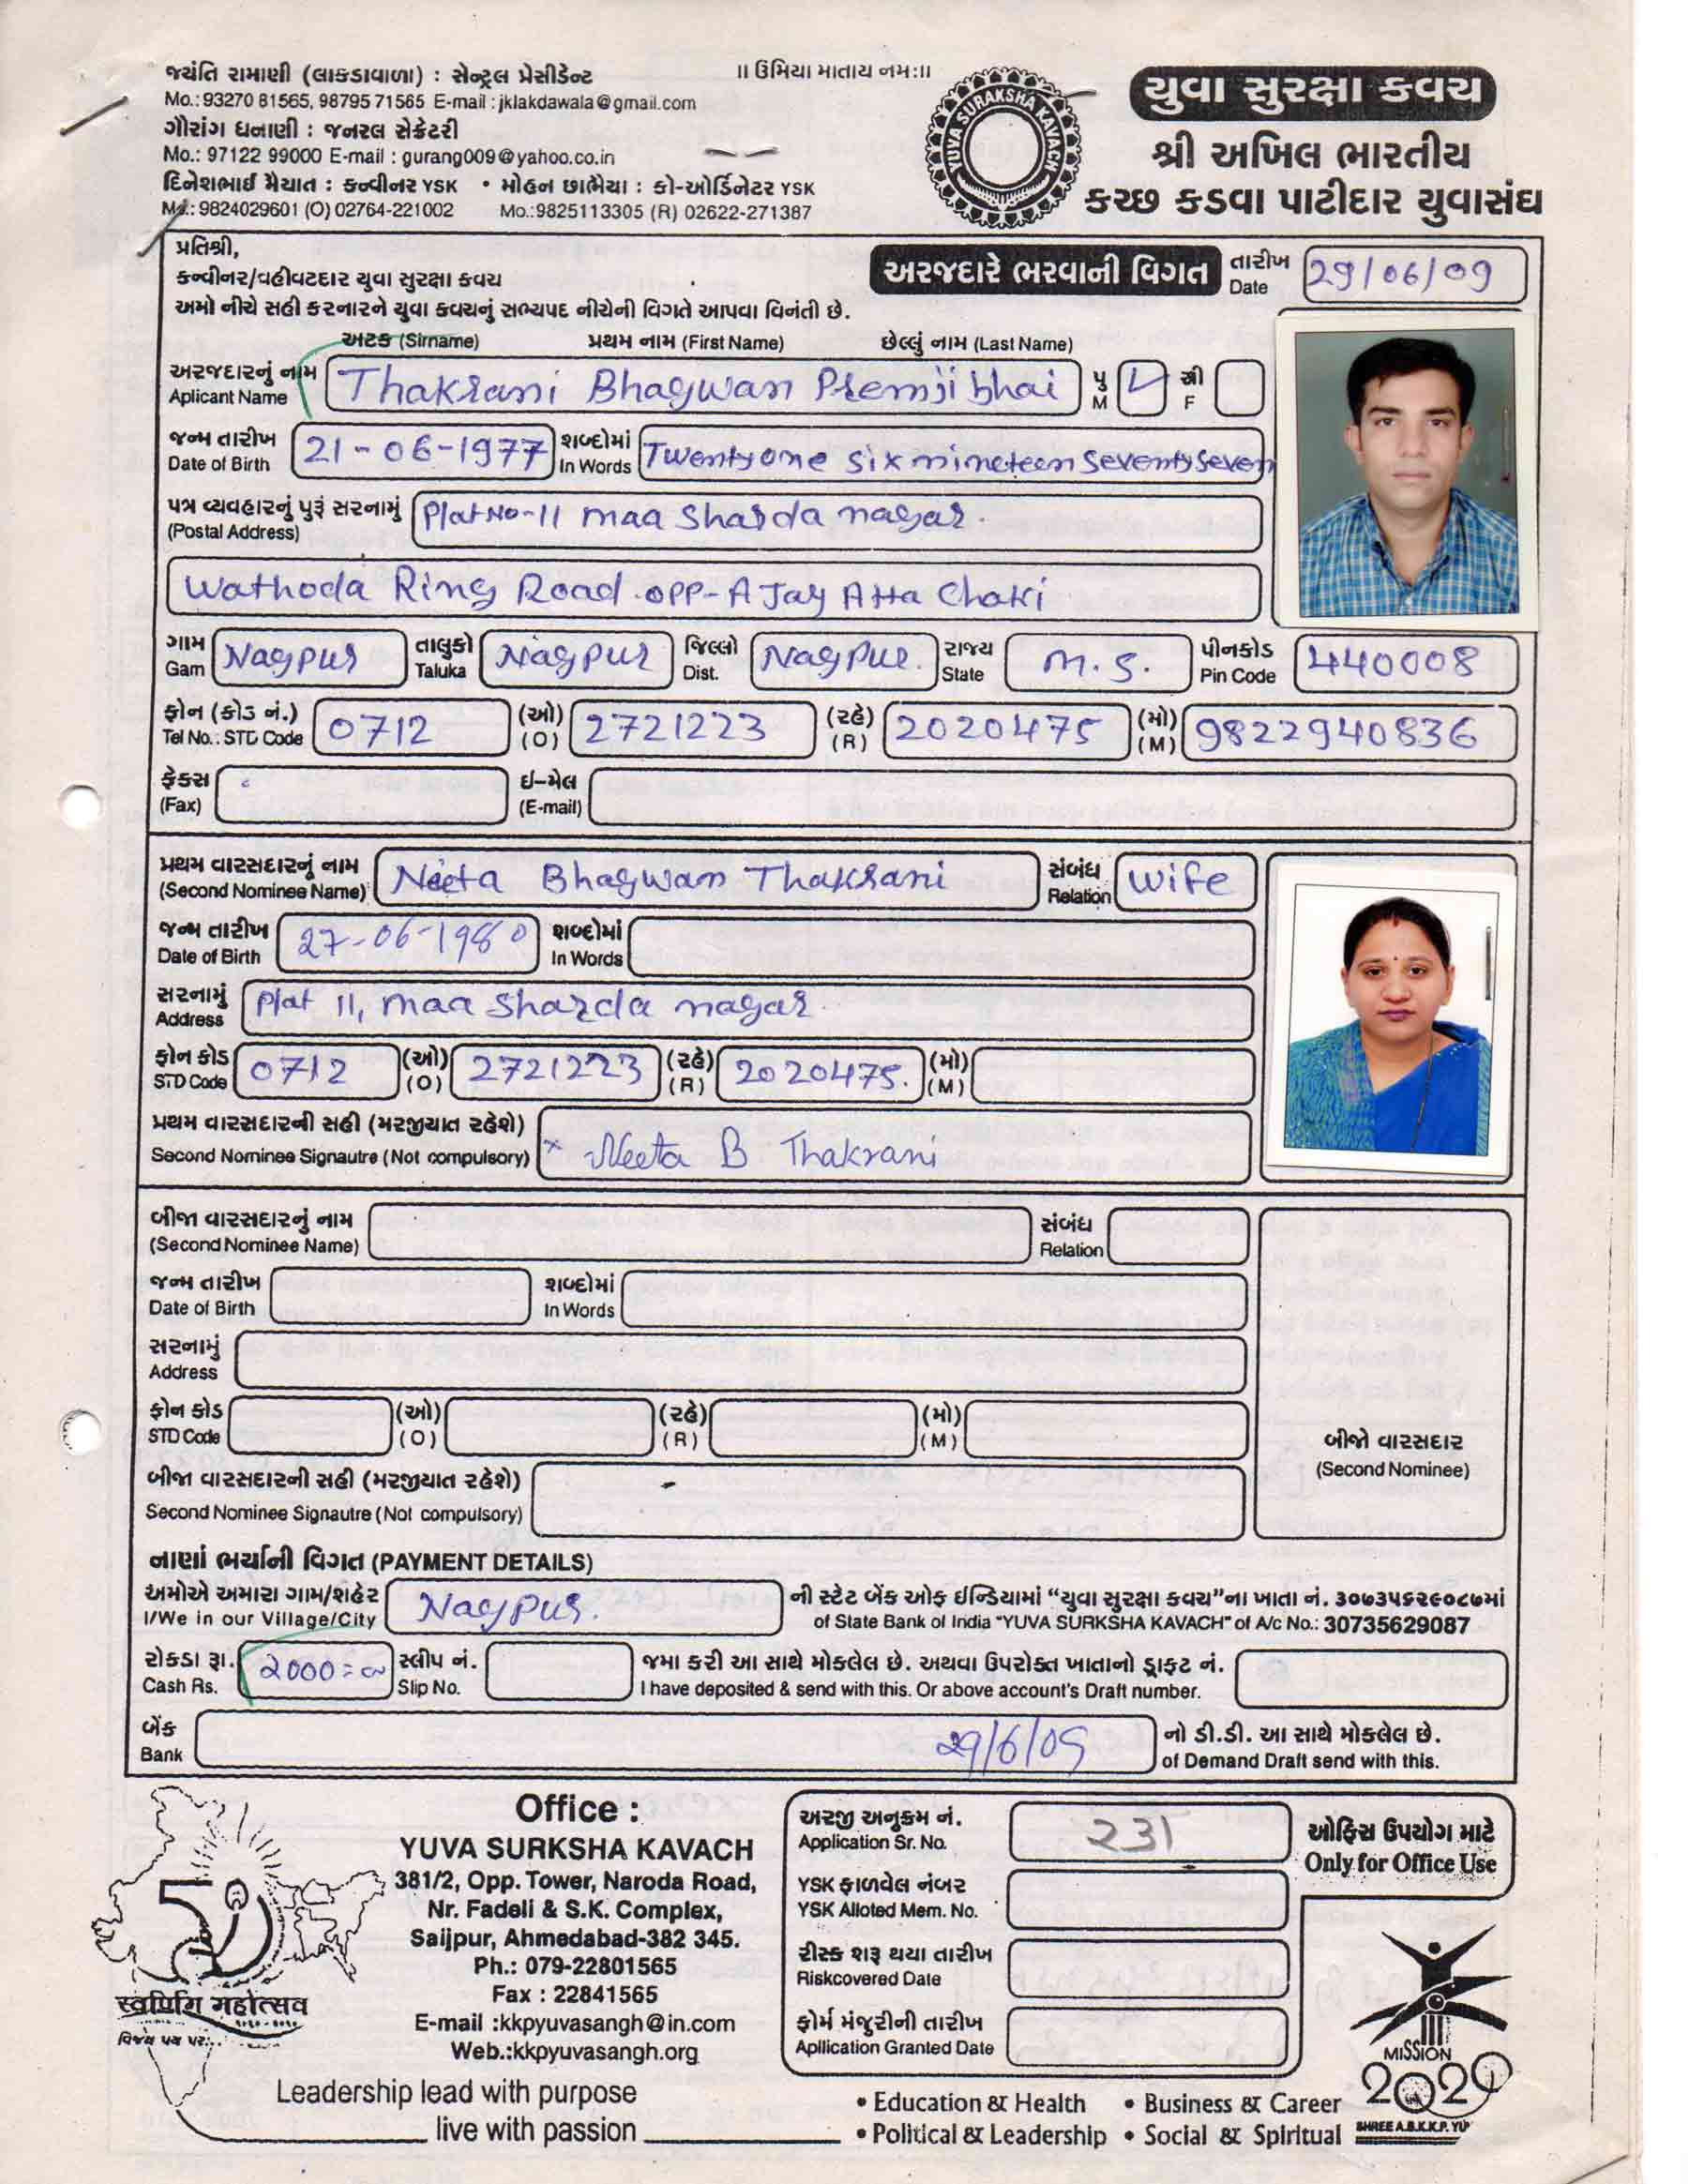 જયંતિ રામાણી (લાકડાવાળા) : સેન્ટ્રલ પ્રેસીડેન્ટ
Mo.: 93270 81565, 98795 71565 E-mail : jklakdawala@gmail.com
ગૌરાંગ ધનાણી : જનરલ સેક્રેટરી
Mo.: 97122 99000 E-mail : gurang009@yahoo.co.in
દિનેશભાઈ મૈયાત : કન્વીનર YSK • મોહન છાભૈયા : કો-ઓર્ડિનેટર YSK
Mo.: 9824029601 (O) 02764-221002 Mo.:9825113305 (R) 02622-271387
॥ ઉમિયા માતાય નમઃ॥
YUVA SURAKSHA KAVACH
યુવા સુરક્ષા કવચ
શ્રી અખિલ ભારતીય
કચ્છ કડવા પાટીદાર યુવાસંઘ
પ્રતિશ્રી,
કન્વીનર/વહીવટદાર યુવા સુરક્ષા કવચ
અમો નીચે સહી કરનારને યુવા કવચનું સભ્યપદ નીચેની વિગતે આપવા વિનંતી છે.
અરજદારે ભરવાની વિગત
તારીખ Date 29/06/09
અટક (Sirname) પ્રથમ નામ (First Name) છેલ્લું નામ (Last Name)
અરજદારનું નામ Aplicant Name Thakrani Bhagwan Premjibhai પુ M ✓ સ્ત્રી F
જન્મ તારીખ Date of Birth 21-06-1977 શબ્દોમાં In Words Twentyone six nineteen Seventy Seven
પત્ર વ્યવહારનું પુરૂં સરનામું (Postal Address) Plat No-11 maa Sharda nagar.
Wathoda Ring Road. opp- AJay Atta Chaki
ગામ Gam Nagpur તાલુકો Taluka Nagpur જિલ્લો Dist. Nagpur. રાજ્ય State M.S. પીનકોડ Pin Code 440008
ફોન (કોડ નં.) Tel No.: STD Code 0712 (ઓ) (O) 2721223 (રહે) (R) 2020475 (મો) (M) 9822940836
ફેકસ (Fax) ઈ-મેલ (E-mail)
પ્રથમ વારસદારનું નામ (Second Nominee Name) Neeta Bhagwan Thakrani સંબંધ Relation Wife
જન્મ તારીખ Date of Birth 27-06-1980 શબ્દોમાં In Words
સરનામું Address Plat 11, maa Sharda nagar.
ફોન કોડ STD Code 0712 (ઓ) (O) 2721223 (રહે) (R) 2020475. (મો) (M)
પ્રથમ વારસદારની સહી (મરજીયાત રહેશે)
Second Nominee Signautre (Not compulsory) × Neeta B Thakrani
બીજા વારસદારનું નામ (Second Nominee Name) સંબંધ Relation
જન્મ તારીખ Date of Birth શબ્દોમાં In Words
સરનામું Address
ફોન કોડ STD Code (ઓ) (O) (રહે) (R) (મો) (M)
બીજા વારસદારની સહી (મરજીયાત રહેશે)
Second Nominee Signautre (Not compulsory)
બીજો વારસદાર
(Second Nominee)
નાણાં ભર્યાની વિગત (PAYMENT DETAILS)
અમોએ અમારા ગામ/શહેર I/We in our Village/City Nagpur. ની સ્ટેટ બેંક ઓફ ઈન્ડિયામાં “યુવા સુરક્ષા કવચ”ના ખાતા નં. ૩૦૭૩૫૬૨૯૦૮૭માં
of State Bank of India "YUVA SURKSHA KAVACH" of A/c No.: 30735629087
રોકડા રૂા. Cash Rs. 2000=00 સ્લીપ નં. Slip No. જમા કરી આ સાથે મોકલેલ છે. અથવા ઉપરોક્ત ખાતાનો ડ્રાફટ નં.
I have deposited & send with this. Or above account's Draft number.
બેંક Bank 29/6/09 નો ડી.ડી. આ સાથે મોકલેલ છે.
of Demand Draft send with this.
Office :
YUVA SURKSHA KAVACH
381/2, Opp. Tower, Naroda Road,
Nr. Fadeli & S.K. Complex,
Saijpur, Ahmedabad-382 345.
Ph.: 079-22801565
Fax : 22841565
E-mail :kkpyuvasangh@in.com
Web.:kkpyuvasangh.org
50
स्वर्णिम महोत्सव
વિજય પથ પર...
Leadership lead with purpose
live with passion
અરજી અનુક્રમ નં. Application Sr. No. 231
ઓફિસ ઉપયોગ માટે
Only for Office Use
YSK ફાળવેલ નંબર
YSK Alloted Mem. No.
રીસ્ક શરૂ થયા તારીખ
Riskcovered Date
ફોર્મ મંજુરીની તારીખ
Apllication Granted Date
MISSION
2020
SHREE A.B.K.K.P. YU
• Education & Health • Business & Career
• Political & Leadership • Social & Spiritual